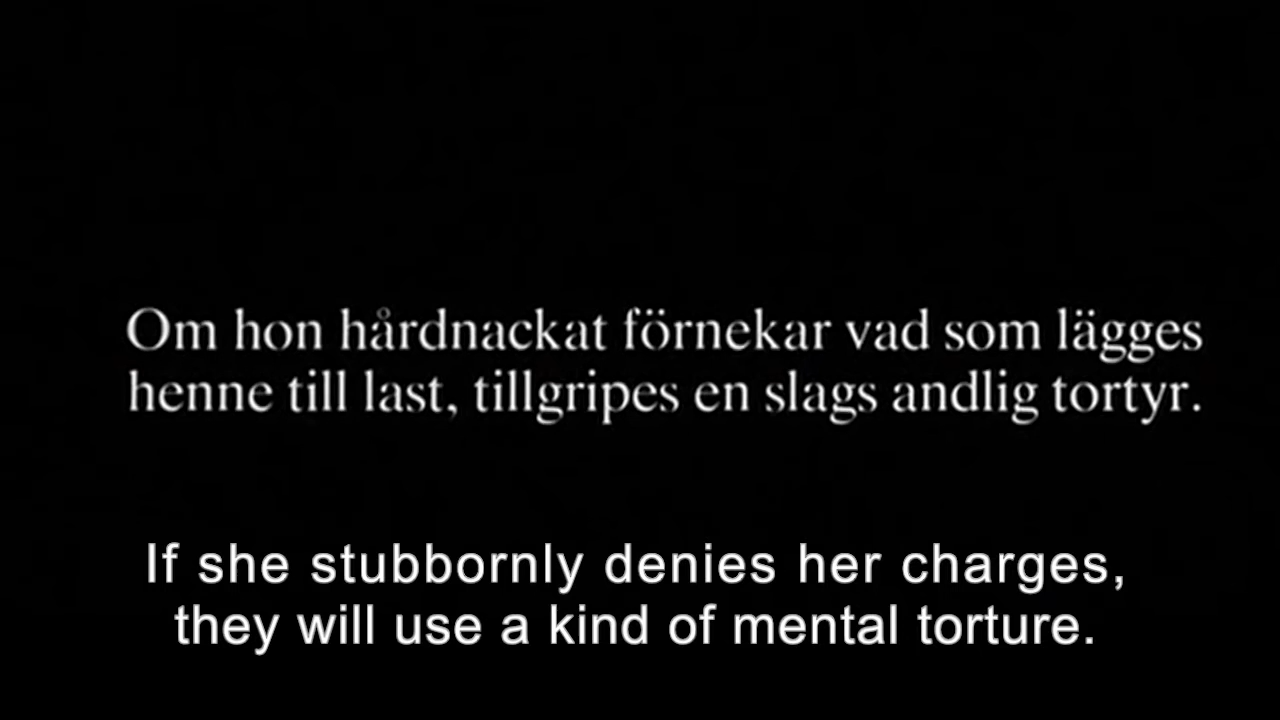 Om hon hårdnackat förnekar vad som lägges
henne till last, tillgripes en slags andlig tortyr.
If she stubbornly denies her charges,
they will use a kind of mental torture.